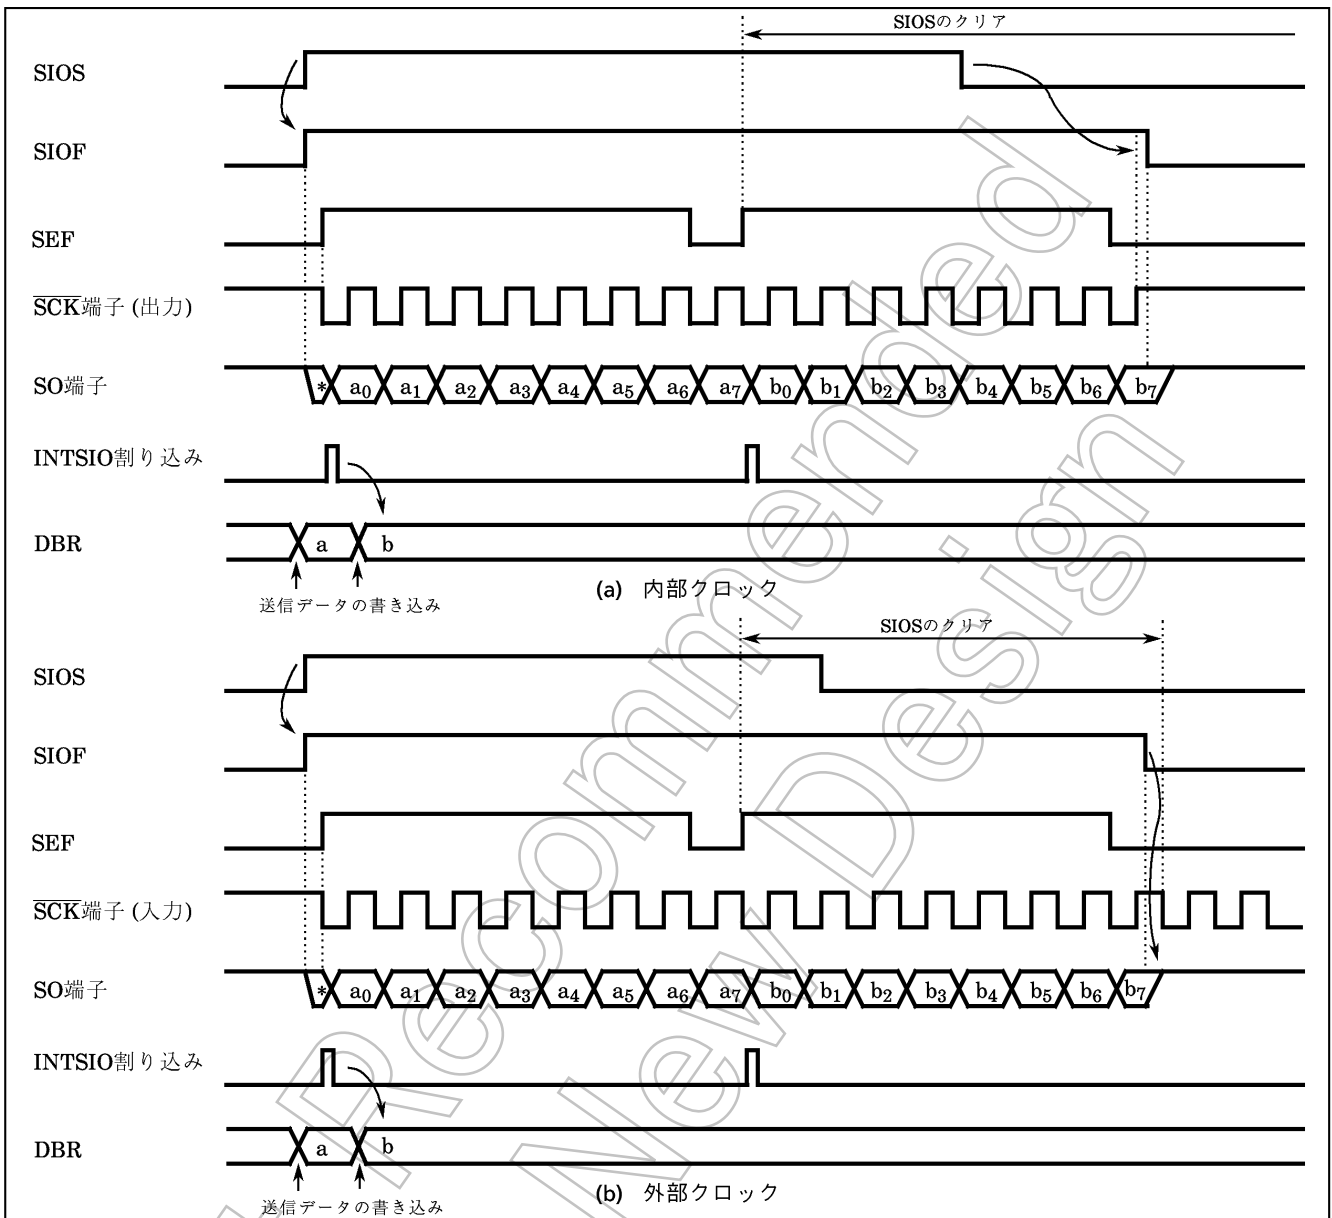 SIOSのクリア
SIOS
SIOF
SEF
SCK端子 (出力)
SO端子
* a0 a1 a2 a3 a4 a5 a6 a7 b0 b1 b2 b3 b4 b5 b6 b7
INTSIO割り込み
DBR
a b
送信データの書き込み
(a) 内部クロック
SIOSのクリア
SIOS
SIOF
SEF
SCK端子 (入力)
SO端子
* a0 a1 a2 a3 a4 a5 a6 a7 b0 b1 b2 b3 b4 b5 b6 b7
INTSIO割り込み
DBR
a b
送信データの書き込み
(b) 外部クロック
Recommended
New Design